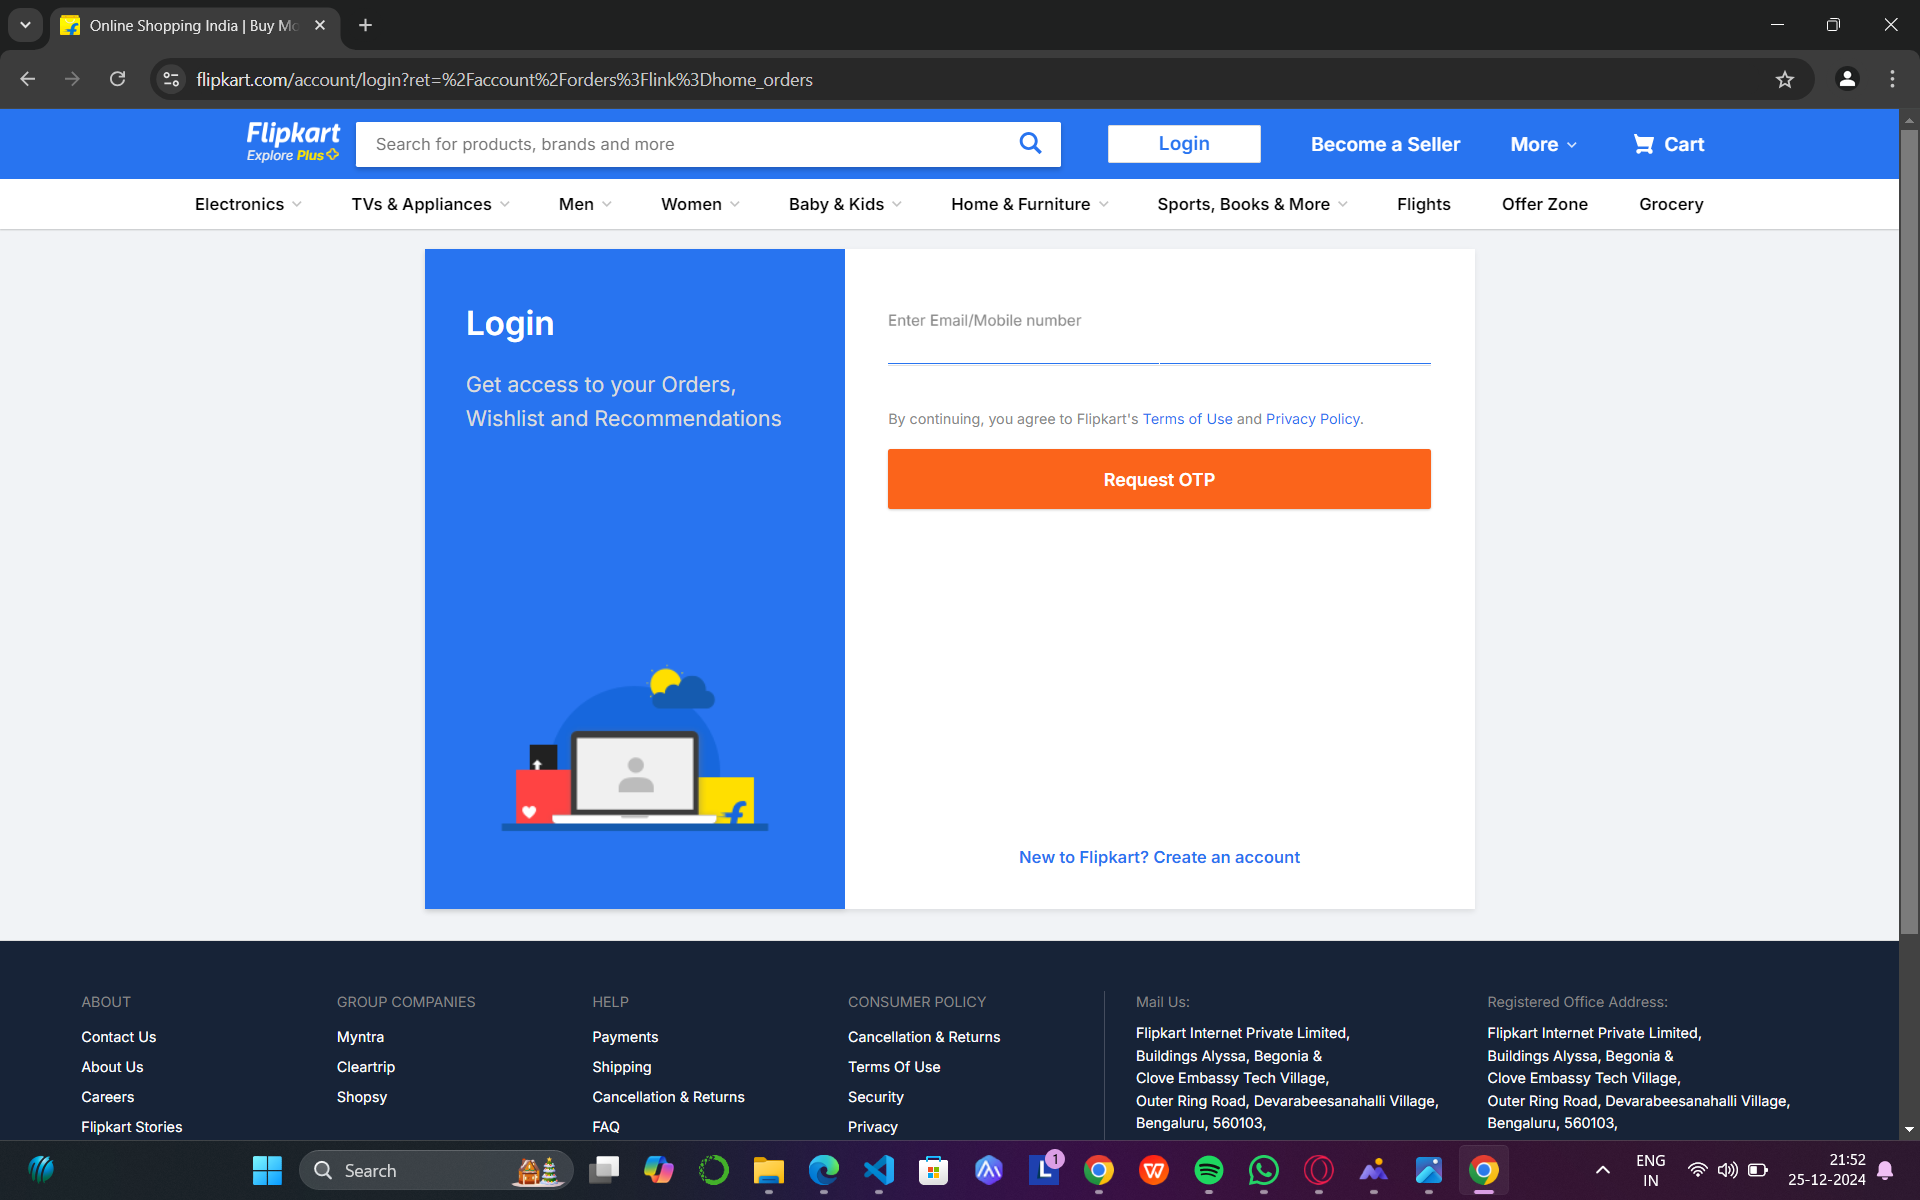 Online Shopping India | Buy Mo
flipkart.com/account/login?ret=%2Faccount%2Forders%3Flink%3Dhome_orders
Flipkart
Explore Plus
Search for products, brands and more
Login
Become a Seller
More
Cart
Electronics
TVs & Appliances
Men
Women
Baby & Kids
Home & Furniture
Sports, Books & More
Flights
Offer Zone
Grocery
Login
Get access to your Orders,
Wishlist and Recommendations
Enter Email/Mobile number
By continuing, you agree to Flipkart's Terms of Use and Privacy Policy.
Request OTP
New to Flipkart? Create an account
ABOUT
Contact Us
About Us
Careers
Flipkart Stories
GROUP COMPANIES
Myntra
Cleartrip
Shopsy
HELP
Payments
Shipping
Cancellation & Returns
FAQ
CONSUMER POLICY
Cancellation & Returns
Terms Of Use
Security
Privacy
Mail Us:
Flipkart Internet Private Limited,
Buildings Alyssa, Begonia &
Clove Embassy Tech Village,
Outer Ring Road, Devarabeesanahalli Village,
Bengaluru, 560103,
Registered Office Address:
Flipkart Internet Private Limited,
Buildings Alyssa, Begonia &
Clove Embassy Tech Village,
Outer Ring Road, Devarabeesanahalli Village,
Bengaluru, 560103,
Search
L
1
W
ENG
IN
21:52
25-12-2024